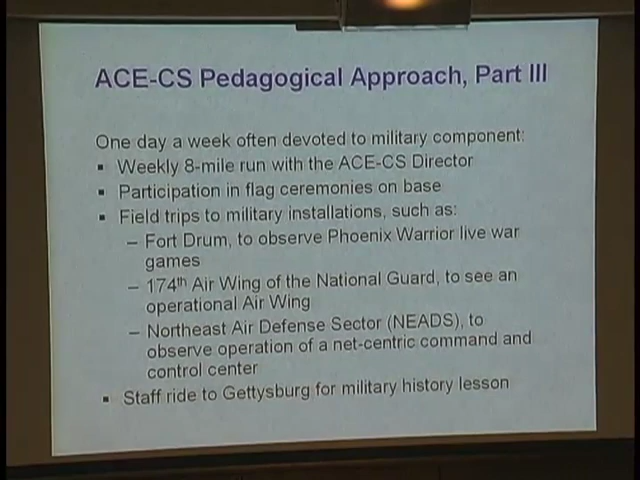 ACE-CS Pedagogical Approach, Part III
One day a week often devoted to military component:
▪ Weekly 8-mile run with the ACE-CS Director
▪ Participation in flag ceremonies on base
▪ Field trips to military installations, such as:
– Fort Drum, to observe Phoenix Warrior live war
games
– 174th Air Wing of the National Guard, to see an
operational Air Wing
– Northeast Air Defense Sector (NEADS), to
observe operation of a net-centric command and
control center
▪ Staff ride to Gettysburg for military history lesson